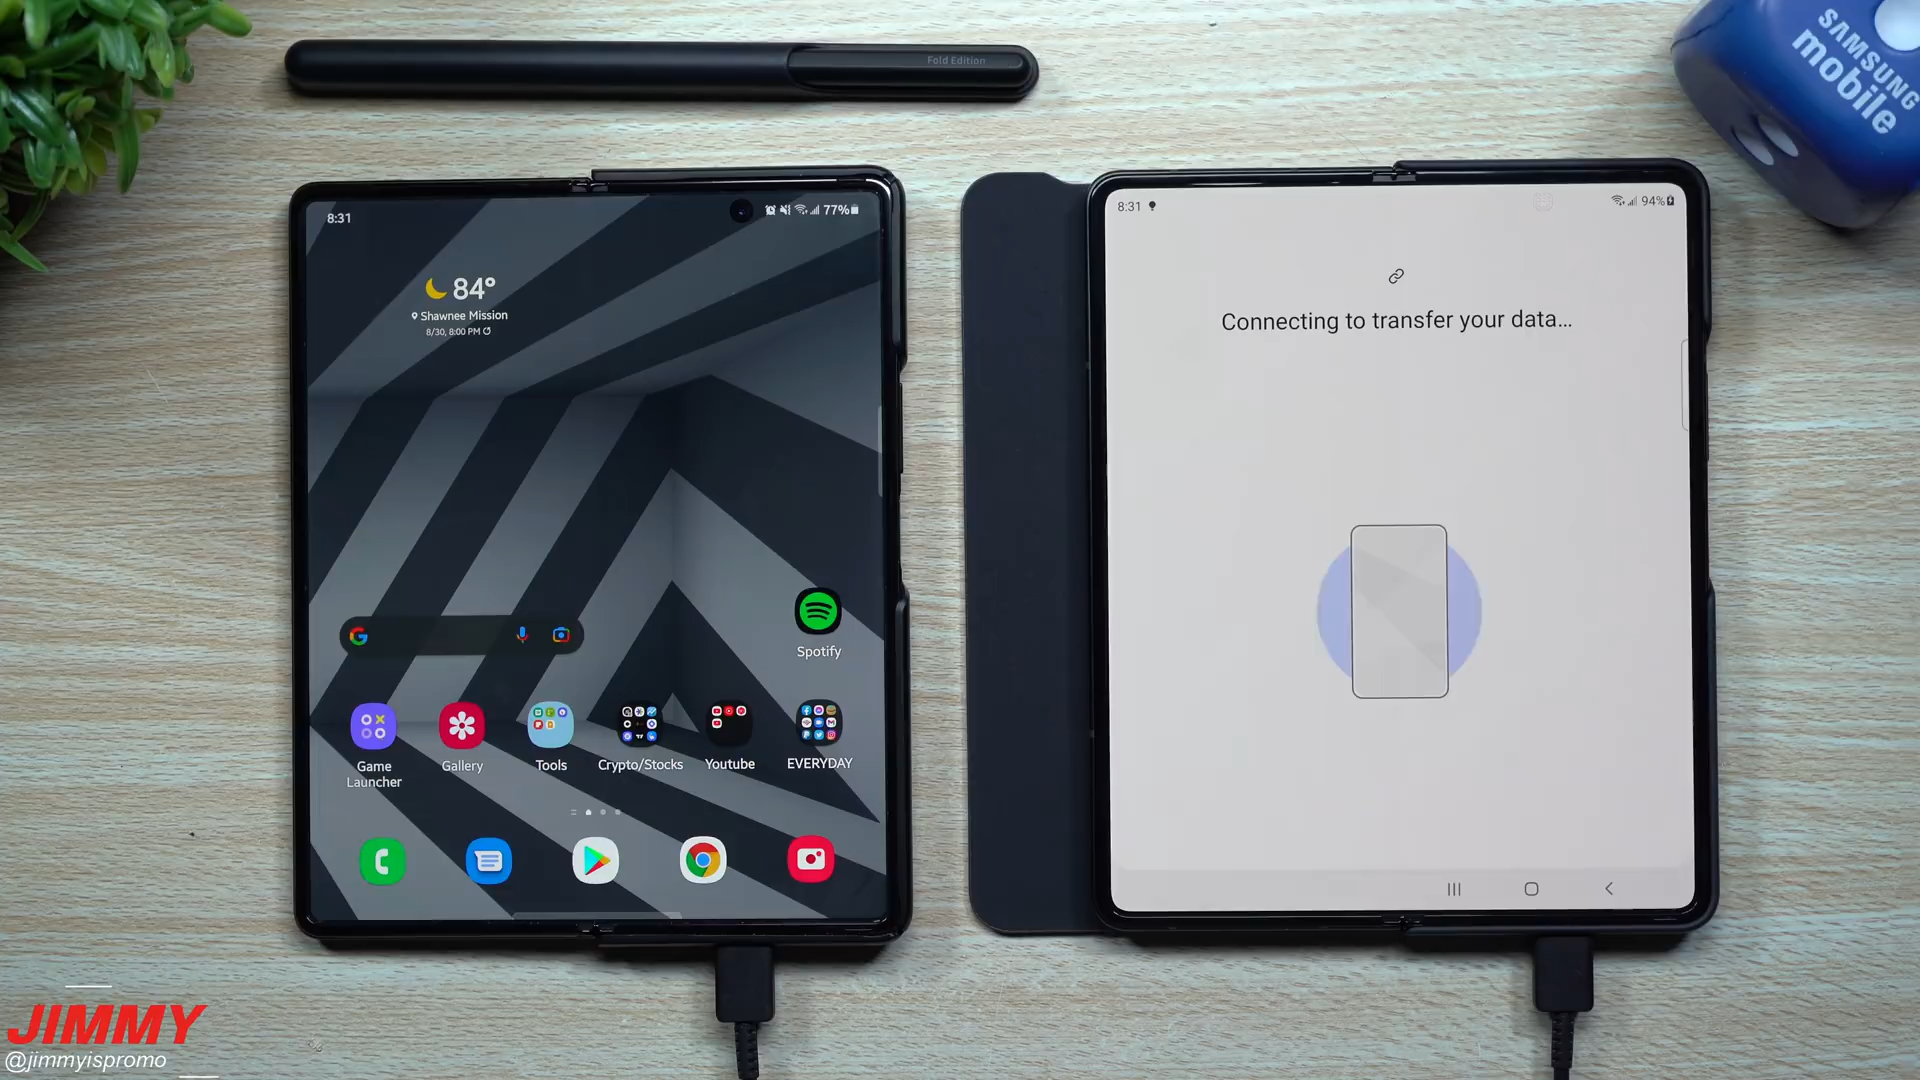 Fold Edition
SAMSUNG
mobile
8:31
77%
84°
Shawnee Mission
8/30, 8:00 PM
Spotify
Game
Launcher
Gallery
Tools
Crypto/Stocks
Youtube
EVERYDAY
8:31
94%
Connecting to transfer your data...
JIMMY
@jimmyispromo